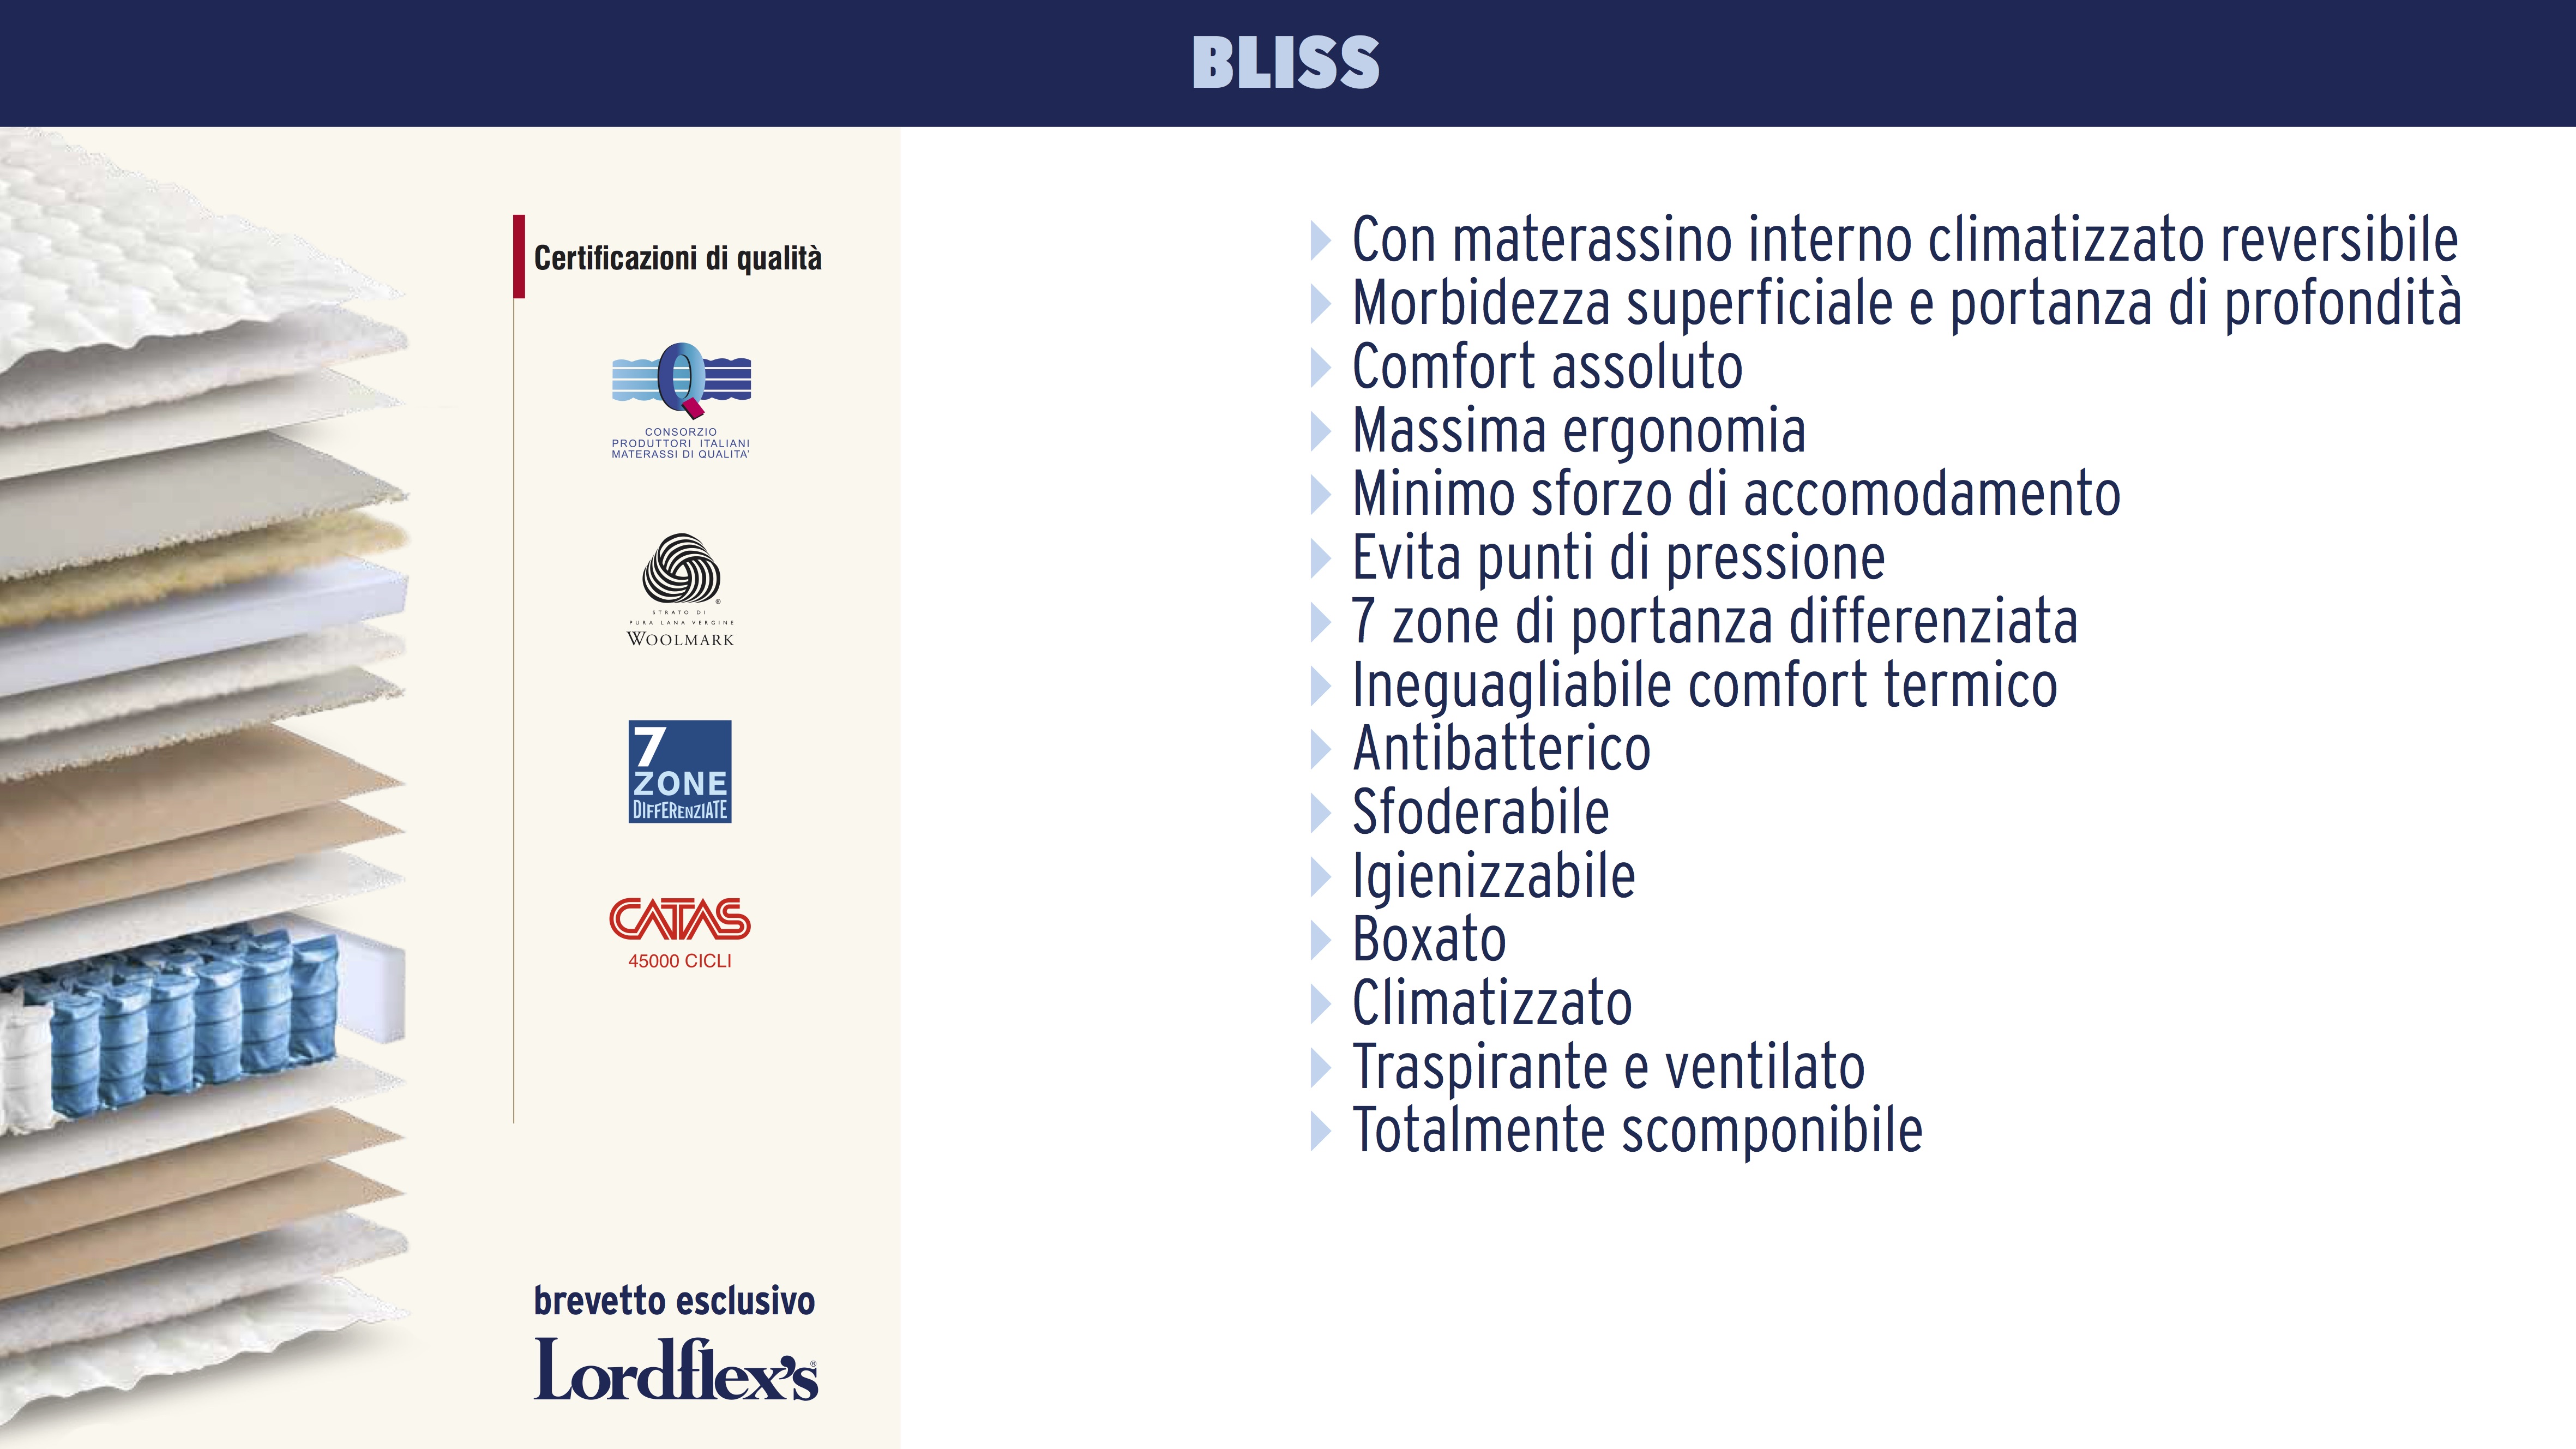 BLISS
Certificazioni di qualità
CONSORZIO
PRODUTTORI ITALIANI
MATERASSI DI QUALITA'
STRATO DI
PURA LANA VERGINE
WOOLMARK
7
ZONE
DIFFERENZIATE
CATAS
45000 CICLI
brevetto esclusivo
Lordflex's®
Con materassino interno climatizzato reversibile
Morbidezza superficiale e portanza di profondità
Comfort assoluto
Massima ergonomia
Minimo sforzo di accomodamento
Evita punti di pressione
7 zone di portanza differenziata
Ineguagliabile comfort termico
Antibatterico
Sfoderabile
Igienizzabile
Boxato
Climatizzato
Traspirante e ventilato
Totalmente scomponibile